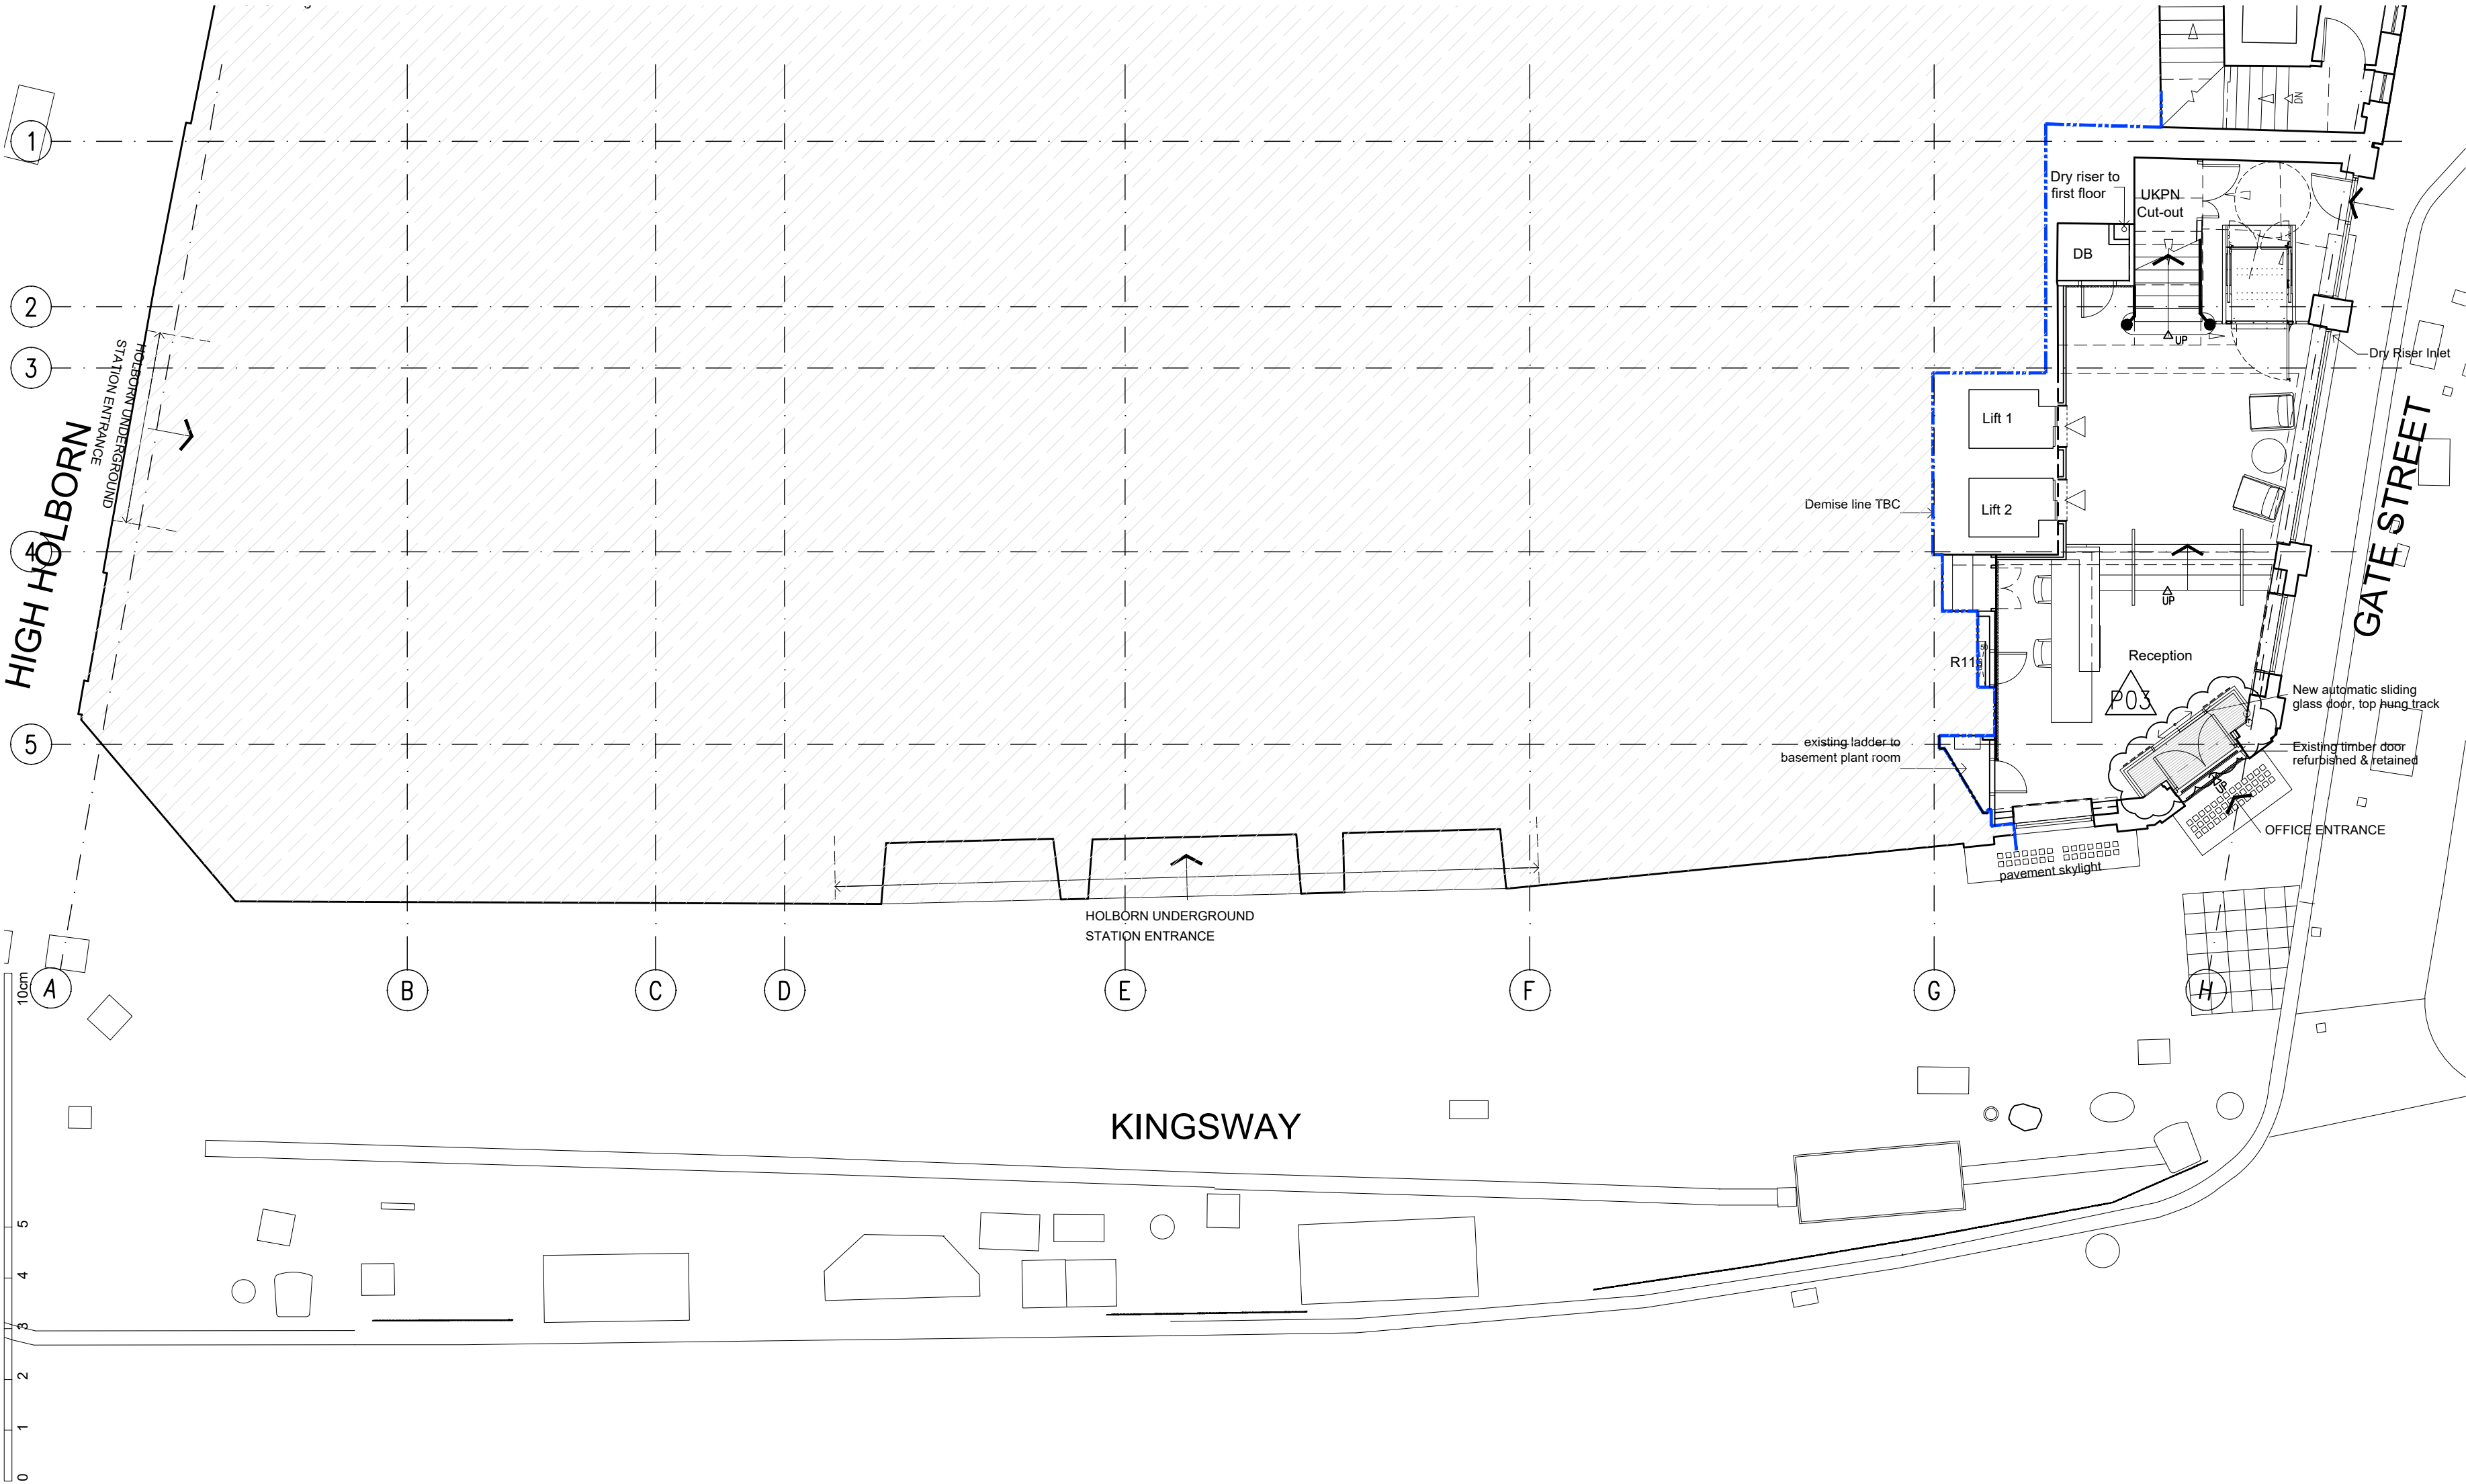 1
2
3
4
5
HIGH HOLBORN
HOLBORN UNDERGROUND
STATION ENTRANCE
DN
Dry riser to
first floor
UKPN
Cut-out
DB
UP
Dry Riser Inlet
Lift 1
Lift 2
Demise line TBC
GATE STREET
UP
Reception
P03
New automatic sliding
glass door, top hung track
existing ladder to
basement plant room
Existing timber door
refurbished & retained
UP
OFFICE ENTRANCE
pavement skylight
HOLBORN UNDERGROUND
STATION ENTRANCE
A
B
C
D
E
F
G
H
KINGSWAY
10cm
5
4
3
2
1
0